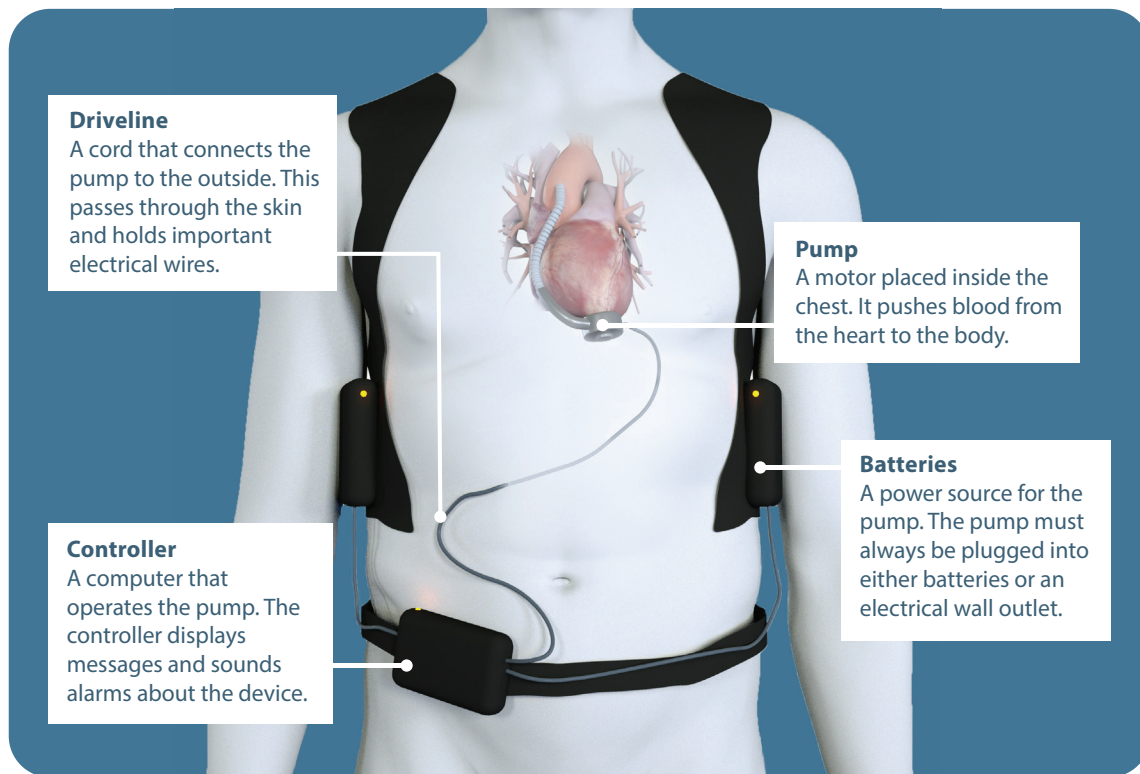 Driveline
A cord that connects the
pump to the outside. This
passes through the skin
and holds important
electrical wires.
Pump
A motor placed inside the
chest. It pushes blood from
the heart to the body.
Batteries
A power source for the
pump. The pump must
always be plugged into
either batteries or an
electrical wall outlet.
Controller
A computer that
operates the pump. The
controller displays
messages and sounds
alarms about the device.